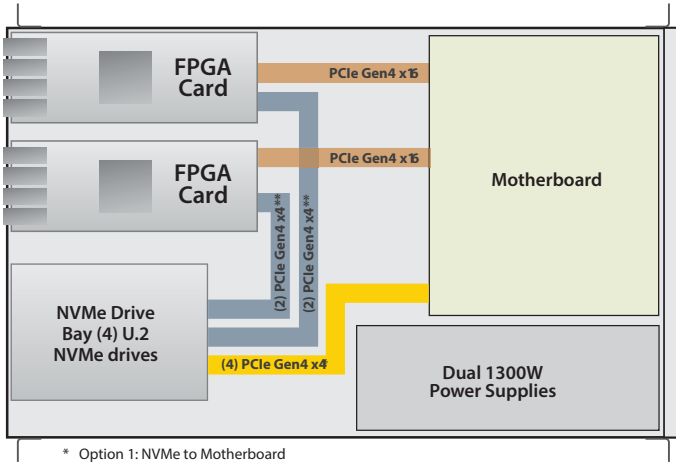 FPGA
Card
PCIe Gen4 x16
FPGA
Card
PCIe Gen4 x16
Motherboard
(2) PCIe Gen4 x4**
(2) PCIe Gen4 x4**
NVMe Drive
Bay (4) U.2
NVMe drives
(4) PCIe Gen4 x4*
Dual 1300W
Power Supplies
* Option 1: NVMe to Motherboard